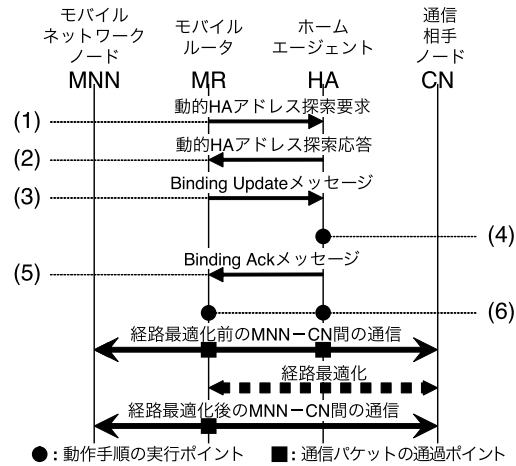 モバイル
ネットワーク
ノード
MNN
モバイル
ルータ
MR
ホーム
エージェント
HA
通信
相手
ノード
CN
(1)
動的HAアドレス探索要求
(2)
動的HAアドレス探索応答
(3)
Binding Updateメッセージ
(4)
(5)
Binding Ackメッセージ
(6)
経路最適化前のMNN－CN間の通信
経路最適化
経路最適化後のMNN－CN間の通信
●：動作手順の実行ポイント ■：通信パケットの通過ポイント